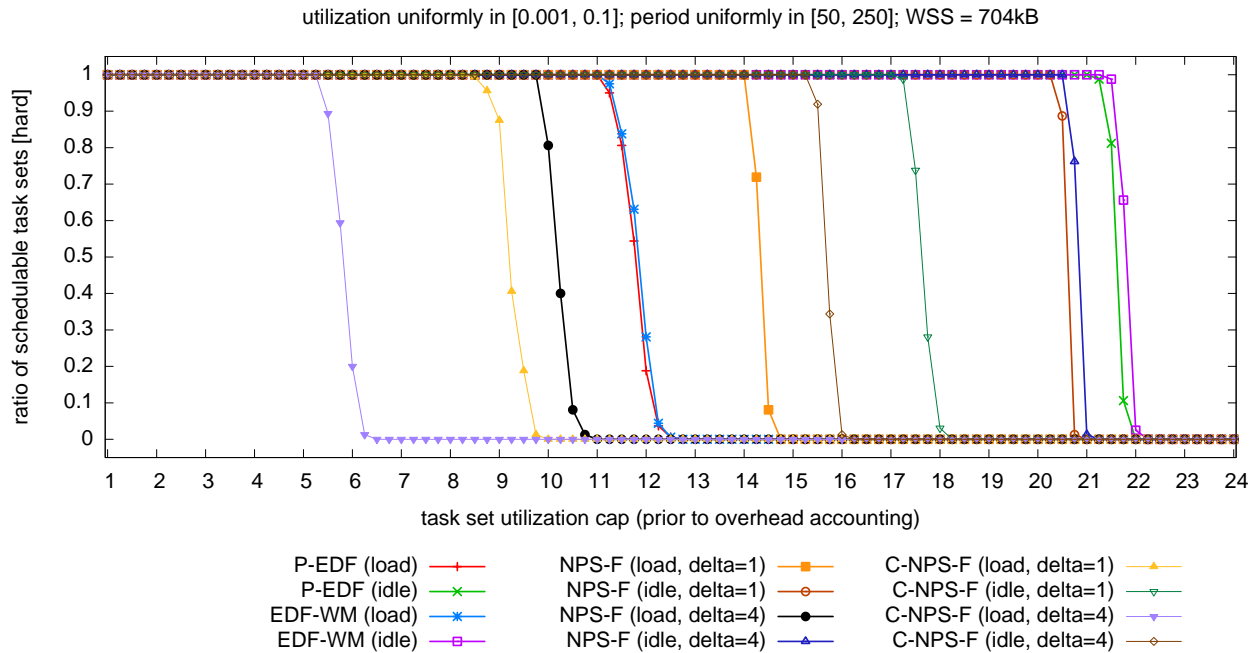 utilization uniformly in [0.001, 0.1]; period uniformly in [50, 250]; WSS = 704kB
ratio of schedulable task sets [hard]
1
0.9
0.8
0.7
0.6
0.5
0.4
0.3
0.2
0.1
0
1 2 3 4 5 6 7 8 9 10 11 12 13 14 15 16 17 18 19 20 21 22 23 24
task set utilization cap (prior to overhead accounting)
P-EDF (load) NPS-F (load, delta=1) C-NPS-F (load, delta=1)
P-EDF (idle) NPS-F (idle, delta=1) C-NPS-F (idle, delta=1)
EDF-WM (load) NPS-F (load, delta=4) C-NPS-F (load, delta=4)
EDF-WM (idle) NPS-F (idle, delta=4) C-NPS-F (idle, delta=4)